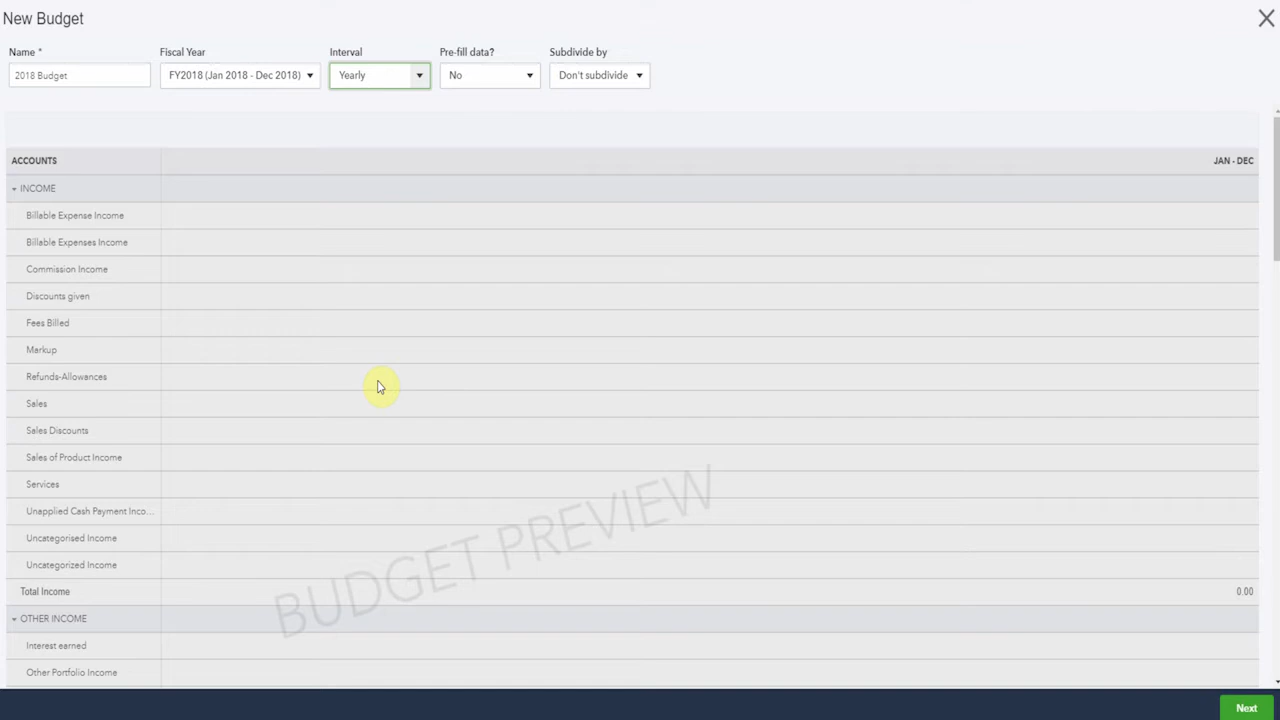 New Budget
Name * Fiscal Year Interval Pre-fill data? Subdivide by
2018 Budget FY2018 (Jan 2018 - Dec 2018) Yearly No Don't subdivide
ACCOUNTS JAN - DEC
INCOME
Billable Expense Income
Billable Expenses Income
Commission Income
Discounts given
Fees Billed
Markup
Refunds-Allowances
Sales
Sales Discounts
Sales of Product Income
Services
Unapplied Cash Payment Inco...
Uncategorised Income
Uncategorized Income
Total Income 0.00
OTHER INCOME
Interest earned
Other Portfolio Income
BUDGET PREVIEW
Next